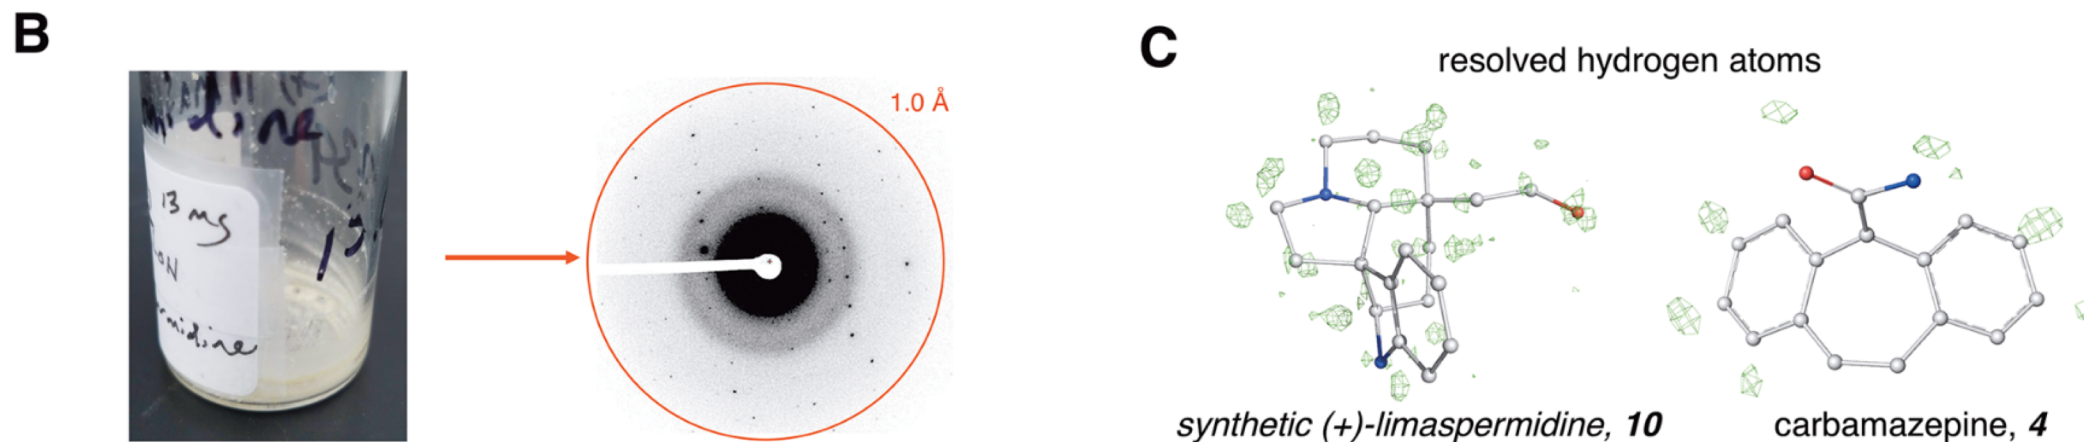 B
13 mg
1.0 Å
C
resolved hydrogen atoms
synthetic (+)-limaspermidine, 10
carbamazepine, 4